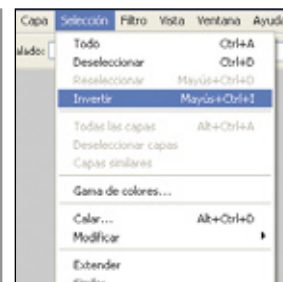 Capa Selección Filtro Vista Ventana Ayuda
Todo Ctrl+A
Deseleccionar Ctrl+D
Reseleccionar Mayús+Ctrl+D
Invertir Mayús+Ctrl+I
Todas las capas Alt+Ctrl+A
Deseleccionar capas
Capas similares
Gama de colores...
Calar... Alt+Ctrl+D
Modificar
Extender